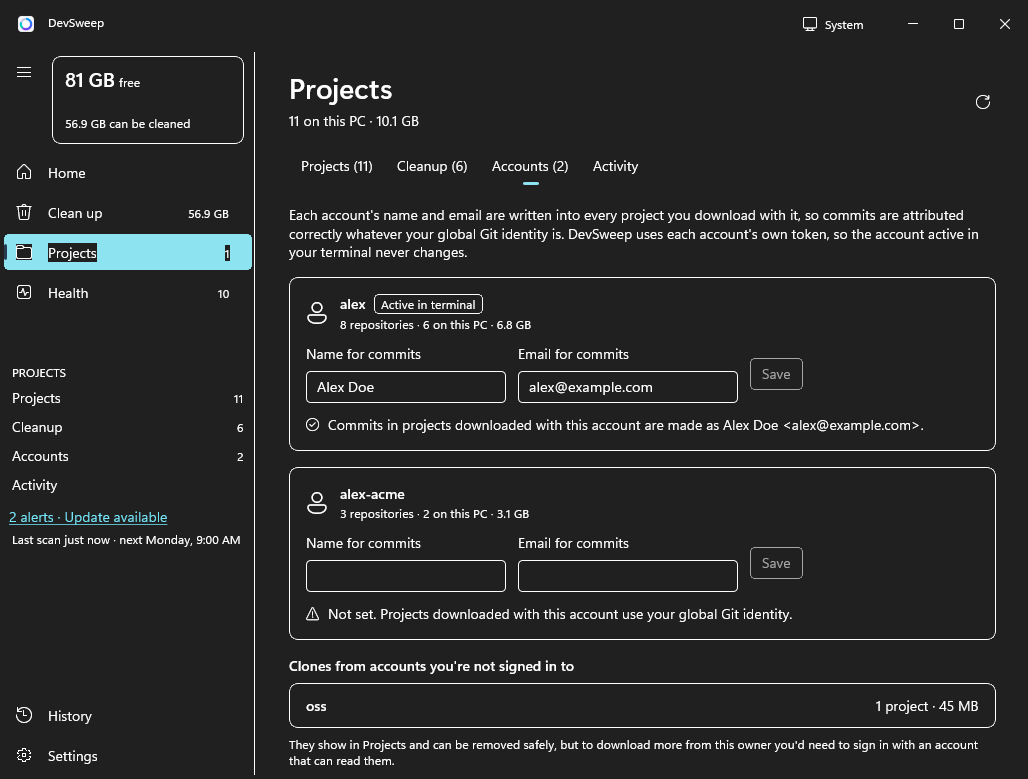 DevSweep
System
81 GB free
56.9 GB can be cleaned
Home
Clean up 56.9 GB
Projects 1
Health 10
PROJECTS
Projects 11
Cleanup 6
Accounts 2
Activity
2 alerts · Update available
Last scan just now · next Monday, 9:00 AM
History
Settings
Projects
11 on this PC · 10.1 GB
Projects (11) Cleanup (6) Accounts (2) Activity
Each account's name and email are written into every project you download with it, so commits are attributed
correctly whatever your global Git identity is. DevSweep uses each account's own token, so the account active in
your terminal never changes.
alex Active in terminal
8 repositories · 6 on this PC · 6.8 GB
Name for commits Email for commits
Alex Doe alex@example.com Save
Commits in projects downloaded with this account are made as Alex Doe <alex@example.com>.
alex-acme
3 repositories · 2 on this PC · 3.1 GB
Name for commits Email for commits
Save
Not set. Projects downloaded with this account use your global Git identity.
Clones from accounts you're not signed in to
oss 1 project · 45 MB
They show in Projects and can be removed safely, but to download more from this owner you'd need to sign in with an account
that can read them.